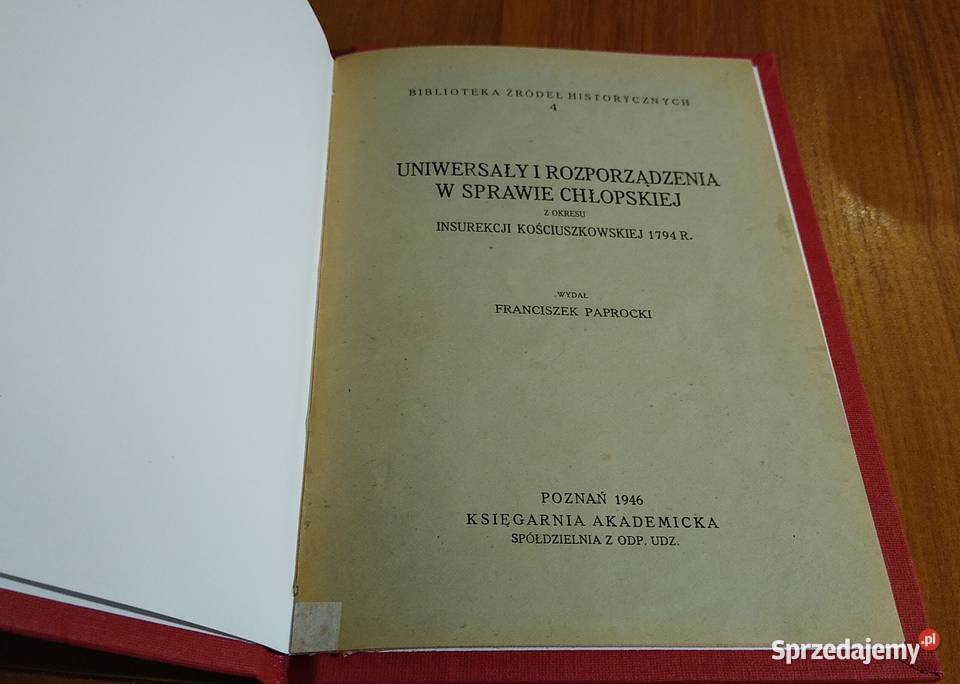 BIBLIOTEKA ŹRÓDEŁ HISTORYCZNYCH
4
UNIWERSAŁY I ROZPORZĄDZENIA
W SPRAWIE CHŁOPSKIEJ
Z OKRESU
INSUREKCJI KOŚCIUSZKOWSKIEJ 1794 R.
WYDAŁ
FRANCISZEK PAPROCKI
POZNAŃ 1946
KSIĘGARNIA AKADEMICKA
SPÓŁDZIELNIA Z ODP. UDZ.
Sprzedajemy.pl